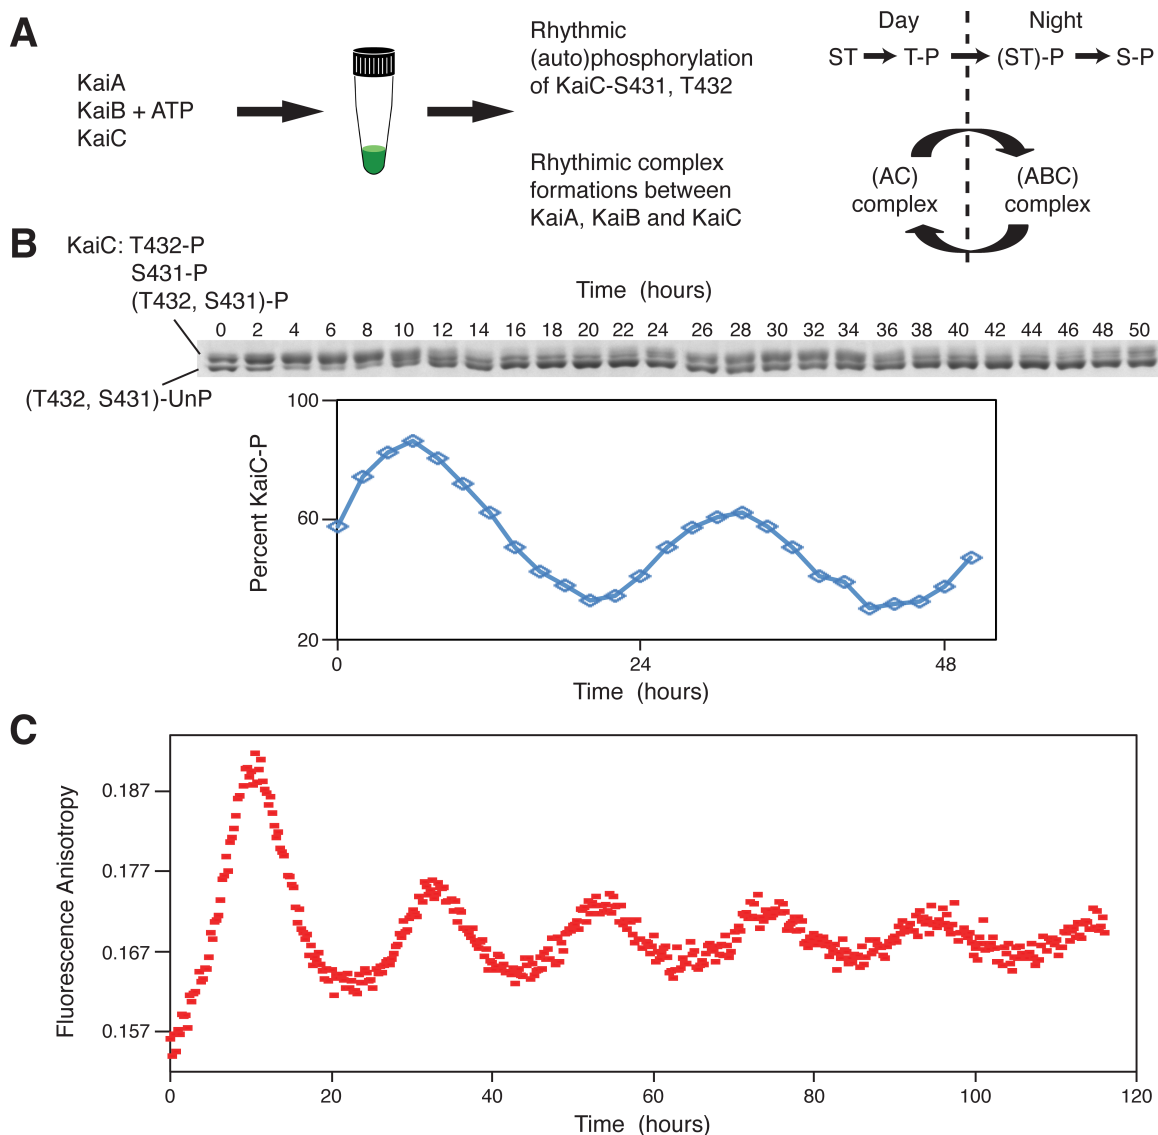 A
KaiA
KaiB + ATP
KaiC
Rhythmic
(auto)phosphorylation
of KaiC-S431, T432
Rhythimic complex
formations between
KaiA, KaiB and KaiC
Day Night
ST T-P (ST)-P S-P
(AC)
complex
(ABC)
complex
B
KaiC: T432-P
S431-P
(T432, S431)-P
(T432, S431)-UnP
Time (hours)
0 2 4 6 8 10 12 14 16 18 20 22 24 26 28 30 32 34 36 38 40 42 44 46 48 50
Percent KaiC-P
100
60
20
0 24 48
Time (hours)
C
Fluorescence Anisotropy
0.187
0.177
0.167
0.157
0 20 40 60 80 100 120
Time (hours)